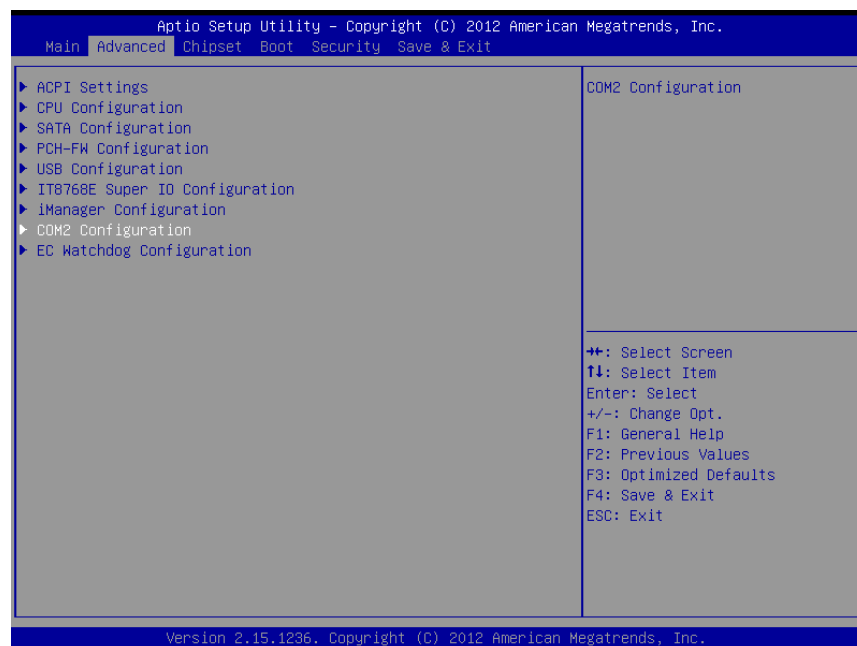 Aptio Setup Utility – Copyright (C) 2012 American Megatrends, Inc.
Main Advanced Chipset Boot Security Save & Exit
► ACPI Settings
► CPU Configuration
► SATA Configuration
► PCH-FW Configuration
► USB Configuration
► IT8768E Super IO Configuration
► iManager Configuration
► COM2 Configuration
► EC Watchdog Configuration
COM2 Configuration
→←: Select Screen
↑↓: Select Item
Enter: Select
+/-: Change Opt.
F1: General Help
F2: Previous Values
F3: Optimized Defaults
F4: Save & Exit
ESC: Exit
Version 2.15.1236. Copyright (C) 2012 American Megatrends, Inc.